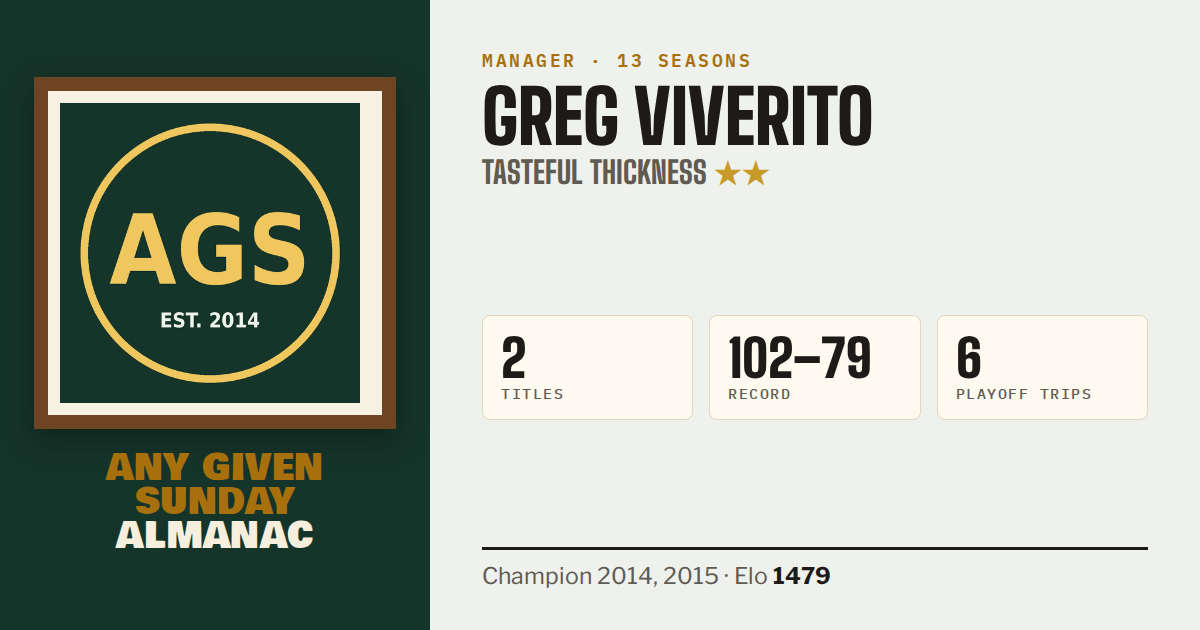 AGS
EST. 2014
ANY GIVEN
SUNDAY
ALMANAC
MANAGER · 13 SEASONS
GREG VIVERITO
TASTEFUL THICKNESS ★★
2
TITLES
102–79
RECORD
6
PLAYOFF TRIPS
Champion 2014, 2015 · Elo 1479